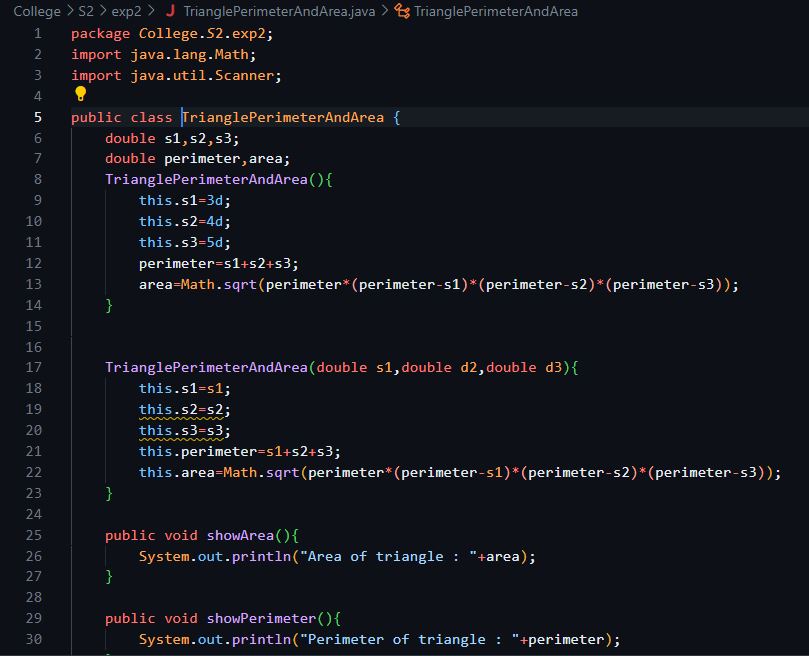 College > S2 > exp2 > J TrianglePerimeterAndArea.java > TrianglePerimeterAndArea
1 package College.S2.exp2;
2 import java.lang.Math;
3 import java.util.Scanner;
4
5 public class TrianglePerimeterAndArea {
6 double s1,s2,s3;
7 double perimeter,area;
8 TrianglePerimeterAndArea(){
9 this.s1=3d;
10 this.s2=4d;
11 this.s3=5d;
12 perimeter=s1+s2+s3;
13 area=Math.sqrt(perimeter*(perimeter-s1)*(perimeter-s2)*(perimeter-s3));
14 }
15
16
17 TrianglePerimeterAndArea(double s1,double d2,double d3){
18 this.s1=s1;
19 this.s2=s2;
20 this.s3=s3;
21 this.perimeter=s1+s2+s3;
22 this.area=Math.sqrt(perimeter*(perimeter-s1)*(perimeter-s2)*(perimeter-s3));
23 }
24
25 public void showArea(){
26 System.out.println("Area of triangle : "+area);
27 }
28
29 public void showPerimeter(){
30 System.out.println("Perimeter of triangle : "+perimeter);